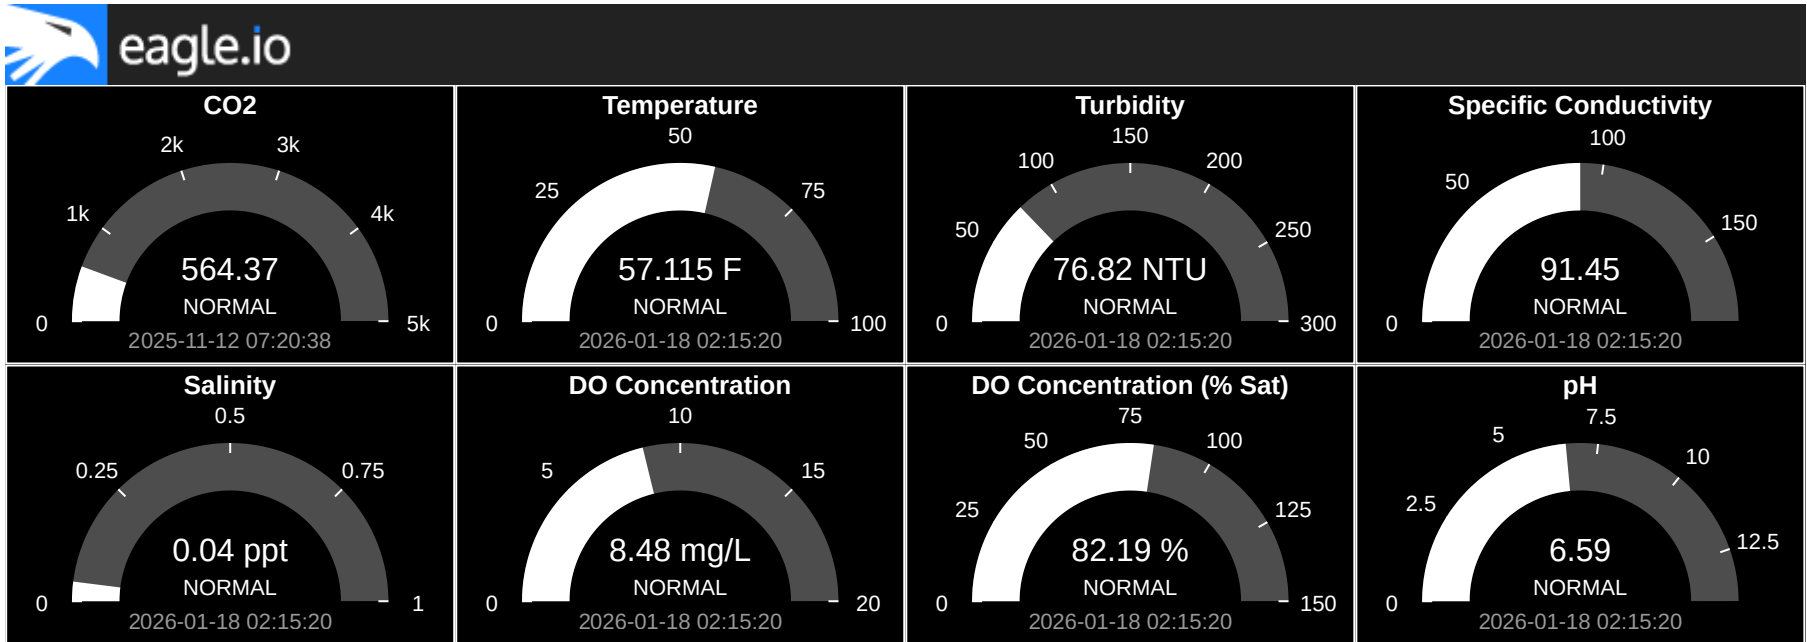 eagle.io
CO2
0
1k
2k
3k
4k
5k
564.37
NORMAL
2025-11-12 07:20:38
Temperature
0
25
50
75
100
57.115 F
NORMAL
2026-01-18 02:15:20
Turbidity
0
50
100
150
200
250
300
76.82 NTU
NORMAL
2026-01-18 02:15:20
Specific Conductivity
0
50
100
150
91.45
NORMAL
2026-01-18 02:15:20
Salinity
0
0.25
0.5
0.75
1
0.04 ppt
NORMAL
2026-01-18 02:15:20
DO Concentration
0
5
10
15
20
8.48 mg/L
NORMAL
2026-01-18 02:15:20
DO Concentration (% Sat)
0
25
50
75
100
125
150
82.19 %
NORMAL
2026-01-18 02:15:20
pH
0
2.5
5
7.5
10
12.5
6.59
NORMAL
2026-01-18 02:15:20